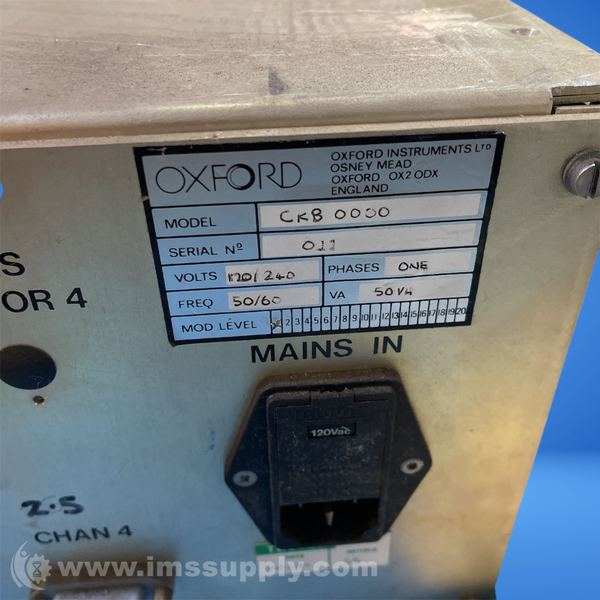 OXFORD
OXFORD INSTRUMENTS LTD
OSNEY MEAD
OXFORD OX2 0DX
ENGLAND
MODEL CKB 0000
SERIAL Nº 011
VOLTS 120/240 PHASES ONE
FREQ 50/60 VA 50VA
MOD LEVEL 2 3 4 5 6 7 8 9 10 11 12 13 14 15 16 17 18 19 20
S
OR 4
MAINS IN
120Vac
2.5
CHAN 4
www.imssupply.com